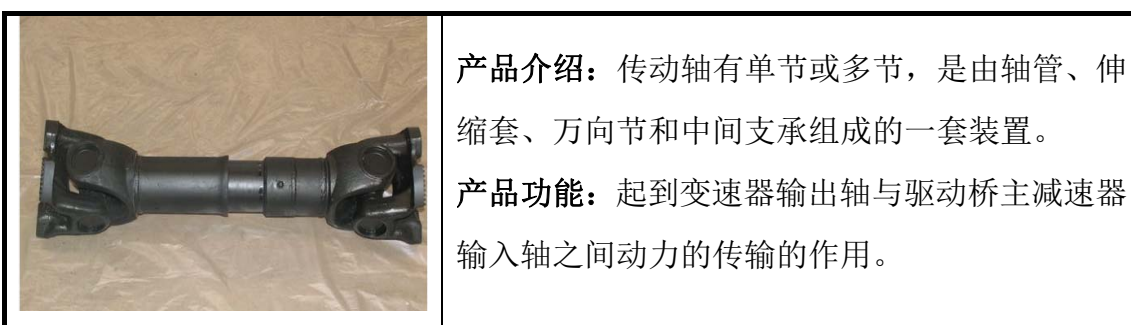 产品介绍：传动轴有单节或多节，是由轴管、伸
缩套、万向节和中间支承组成的一套装置。
产品功能：起到变速器输出轴与驱动桥主减速器
输入轴之间动力的传输的作用。